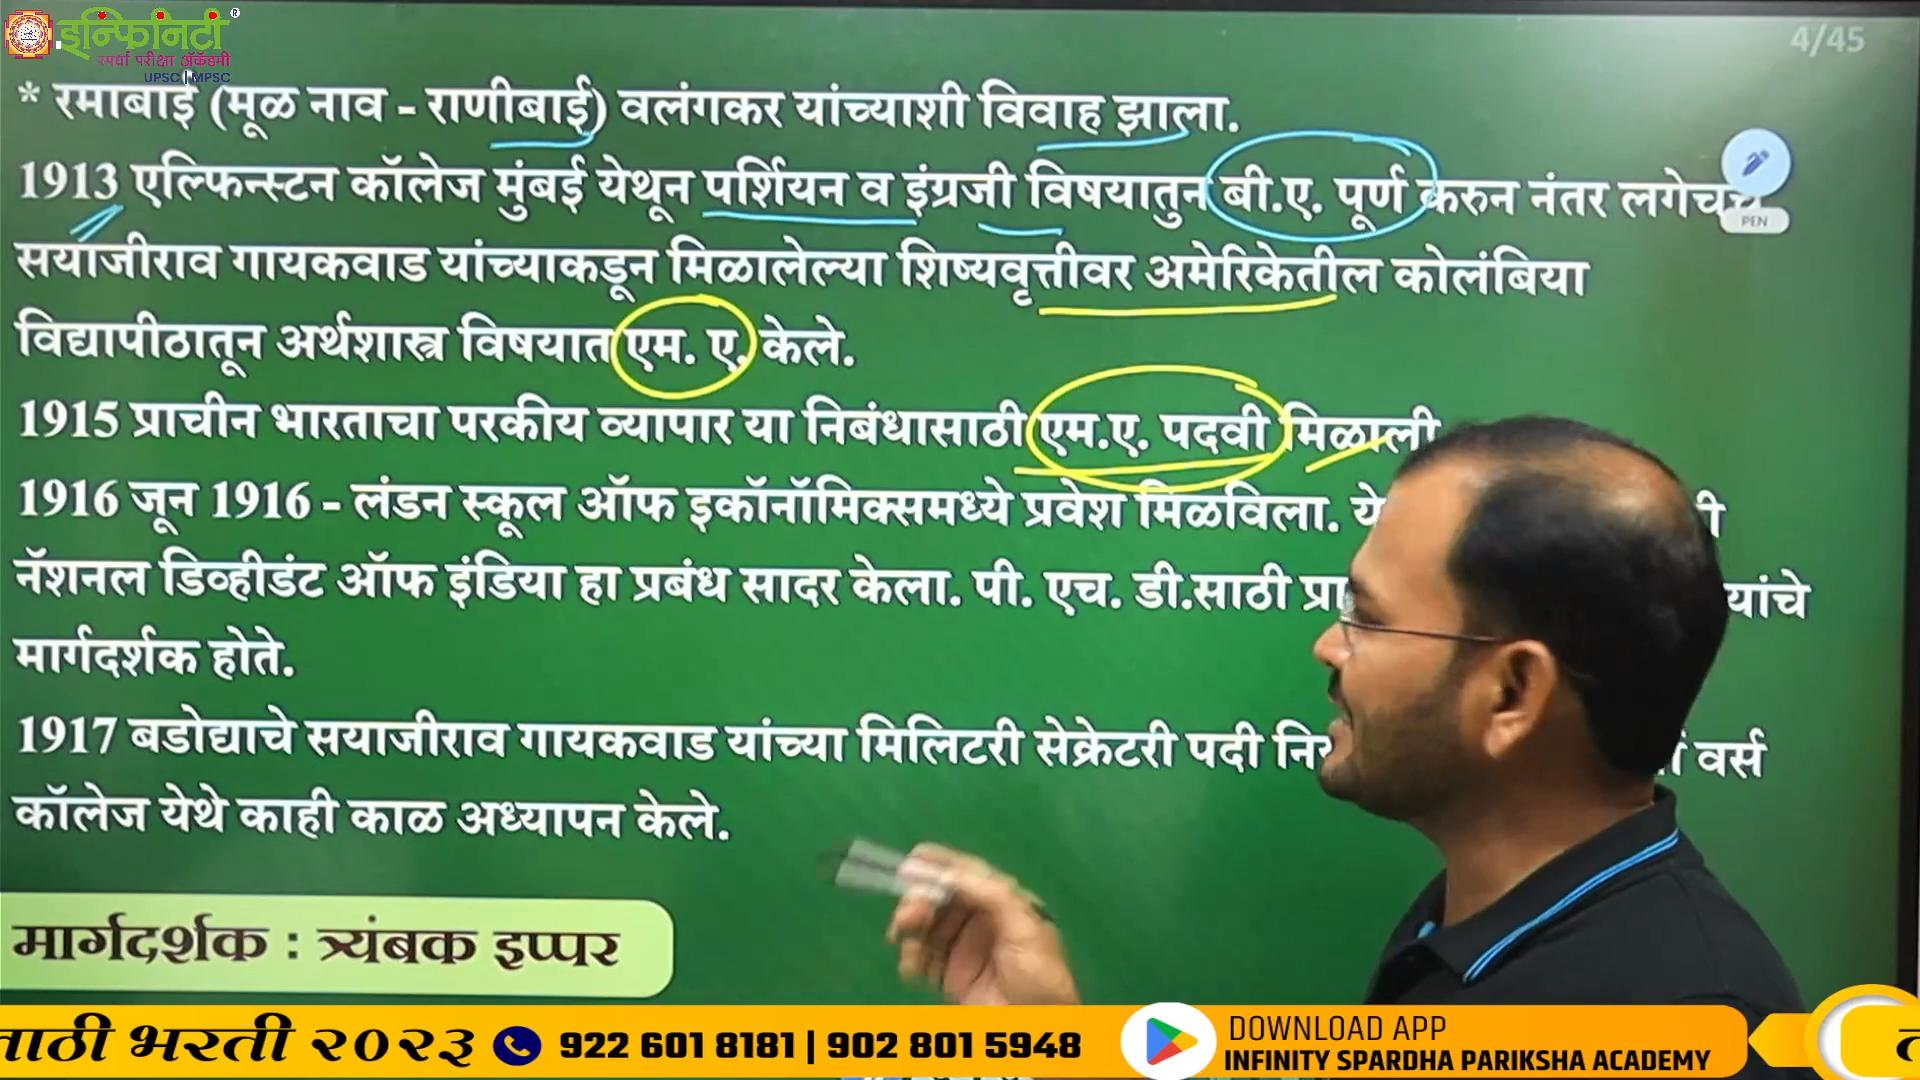 इन्फिनिटी
स्पर्धा परीक्षा अ‍ॅकॅडमी
UPSC | MPSC
4/45
* रमाबाई (मूळ नाव - राणीबाई) वलंगकर यांच्याशी विवाह झाला.
1913 एल्फिन्स्टन कॉलेज मुंबई येथून पर्शियन व इंग्रजी विषयातुन बी.ए. पूर्ण करुन नंतर लगेचच
PEN
सयाजीराव गायकवाड यांच्याकडून मिळालेल्या शिष्यवृत्तीवर अमेरिकेतील कोलंबिया
विद्यापीठातून अर्थशास्त्र विषयात एम. ए. केले.
1915 प्राचीन भारताचा परकीय व्यापार या निबंधासाठी एम.ए. पदवी मिळाली
1916 जून 1916 - लंडन स्कूल ऑफ इकॉनॉमिक्समध्ये प्रवेश मिळविला.
नॅशनल डिव्हीडंट ऑफ इंडिया हा प्रबंध सादर केला. पी. एच. डी.साठी यांचे
मार्गदर्शक होते.
1917 बडोद्याचे सयाजीराव गायकवाड यांच्या मिलिटरी सेक्रेटरी पदी वर्स
कॉलेज येथे काही काळ अध्यापन केले.
मार्गदर्शक : त्र्यंबक इप्पर
भरती २०२३ 922 601 8181 | 902 801 5948
DOWNLOAD APP
INFINITY SPARDHA PARIKSHA ACADEMY